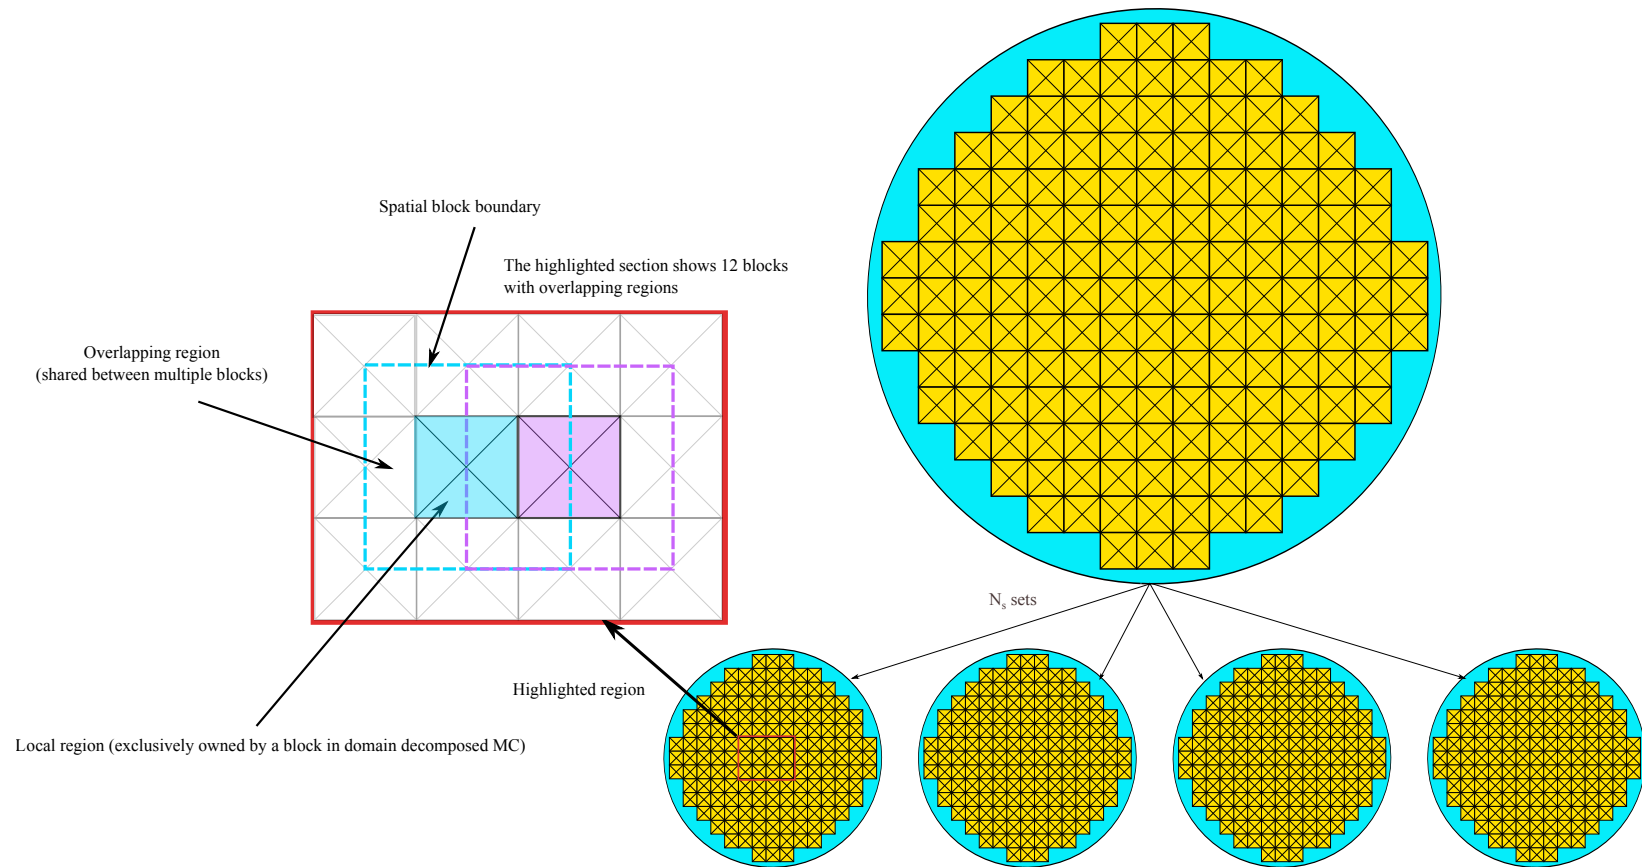 Spatial block boundary
The highlighted section shows 12 blocks
with overlapping regions
Overlapping region
(shared between multiple blocks)
N_s sets
Highlighted region
Local region (exclusively owned by a block in domain decomposed MC)